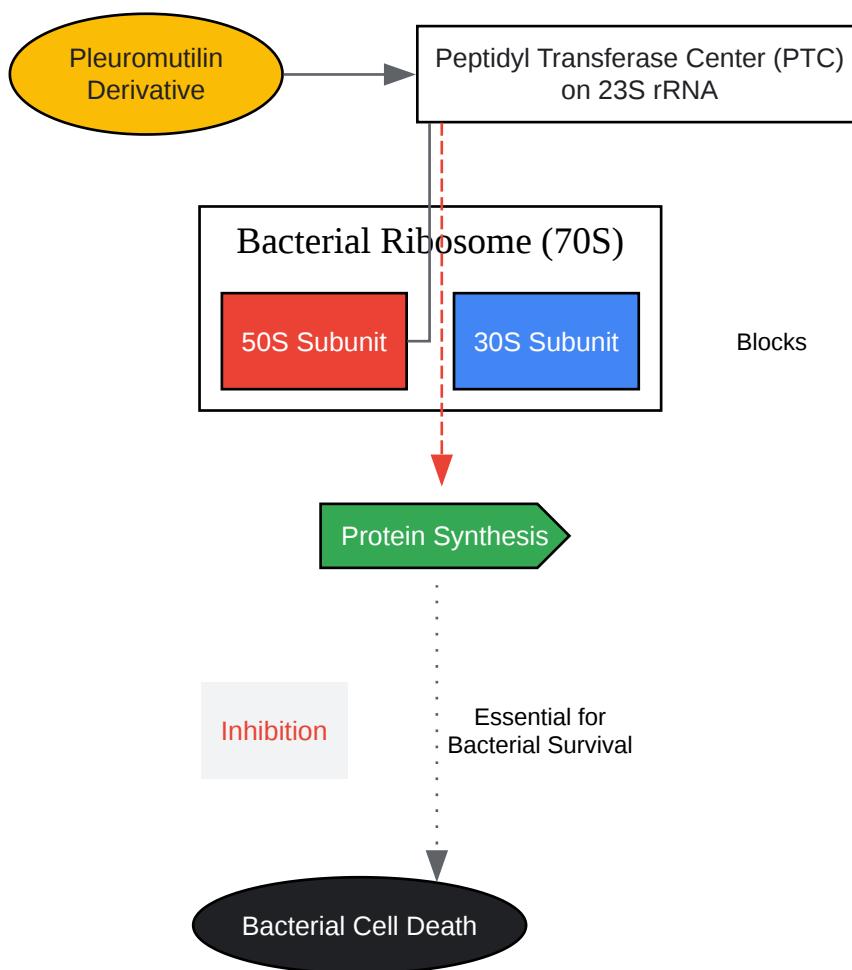 Pleuromutilin
Derivative
Peptidyl Transferase Center (PTC)
on 23S rRNA
Bacterial Ribosome (70S)
50S Subunit
30S Subunit
Blocks
Protein Synthesis
Inhibition
Essential for
Bacterial Survival
Bacterial Cell Death